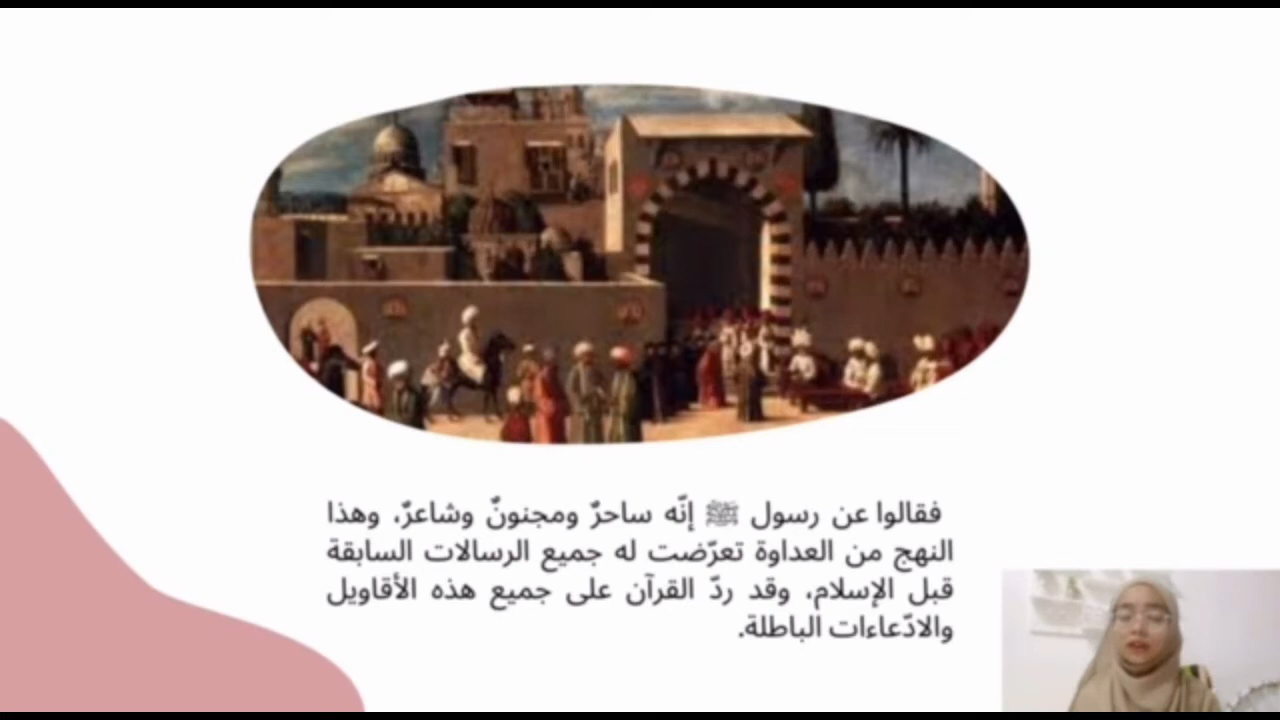 فقالوا عن رسول ﷺ إنّه ساحرٌ ومجنونٌ وشاعرٌ، وهذا
النهج من العداوة تعرّضت له جميع الرسالات السابقة
قبل الإسلام، وقد ردّ القرآن على جميع هذه الأقاويل
والادّعاءات الباطلة.